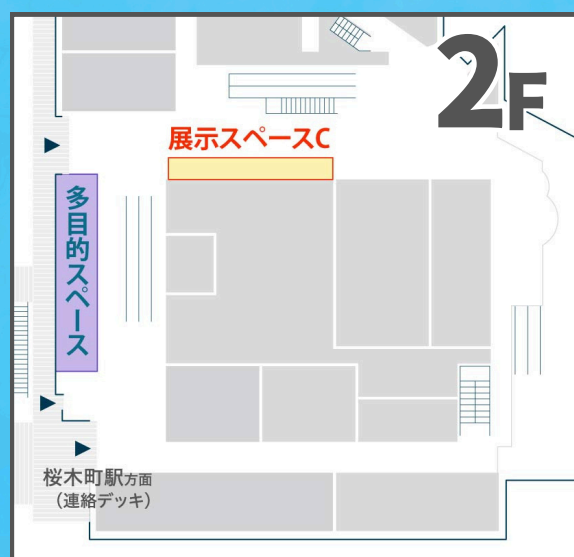 2F
展示スペースC
多目的スペース
桜木町駅方面
（連絡デッキ）